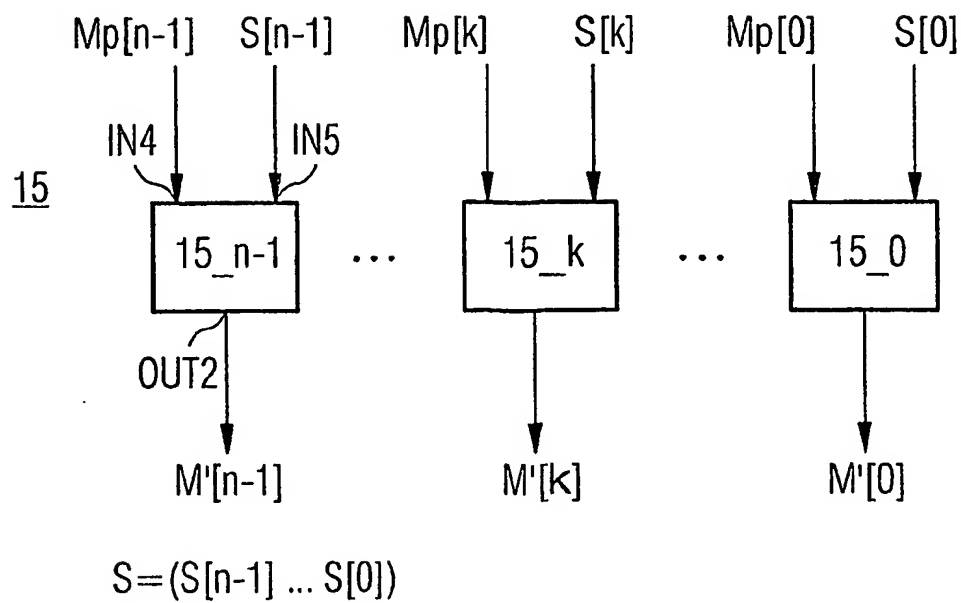 Mp[n-1] S[n-1] Mp[k] S[k] Mp[0] S[0]
IN4 IN5
15
15_n-1 ... 15_k ... 15_0
OUT2
M'[n-1] M'[k] M'[0]
S=(S[n-1] ... S[0])